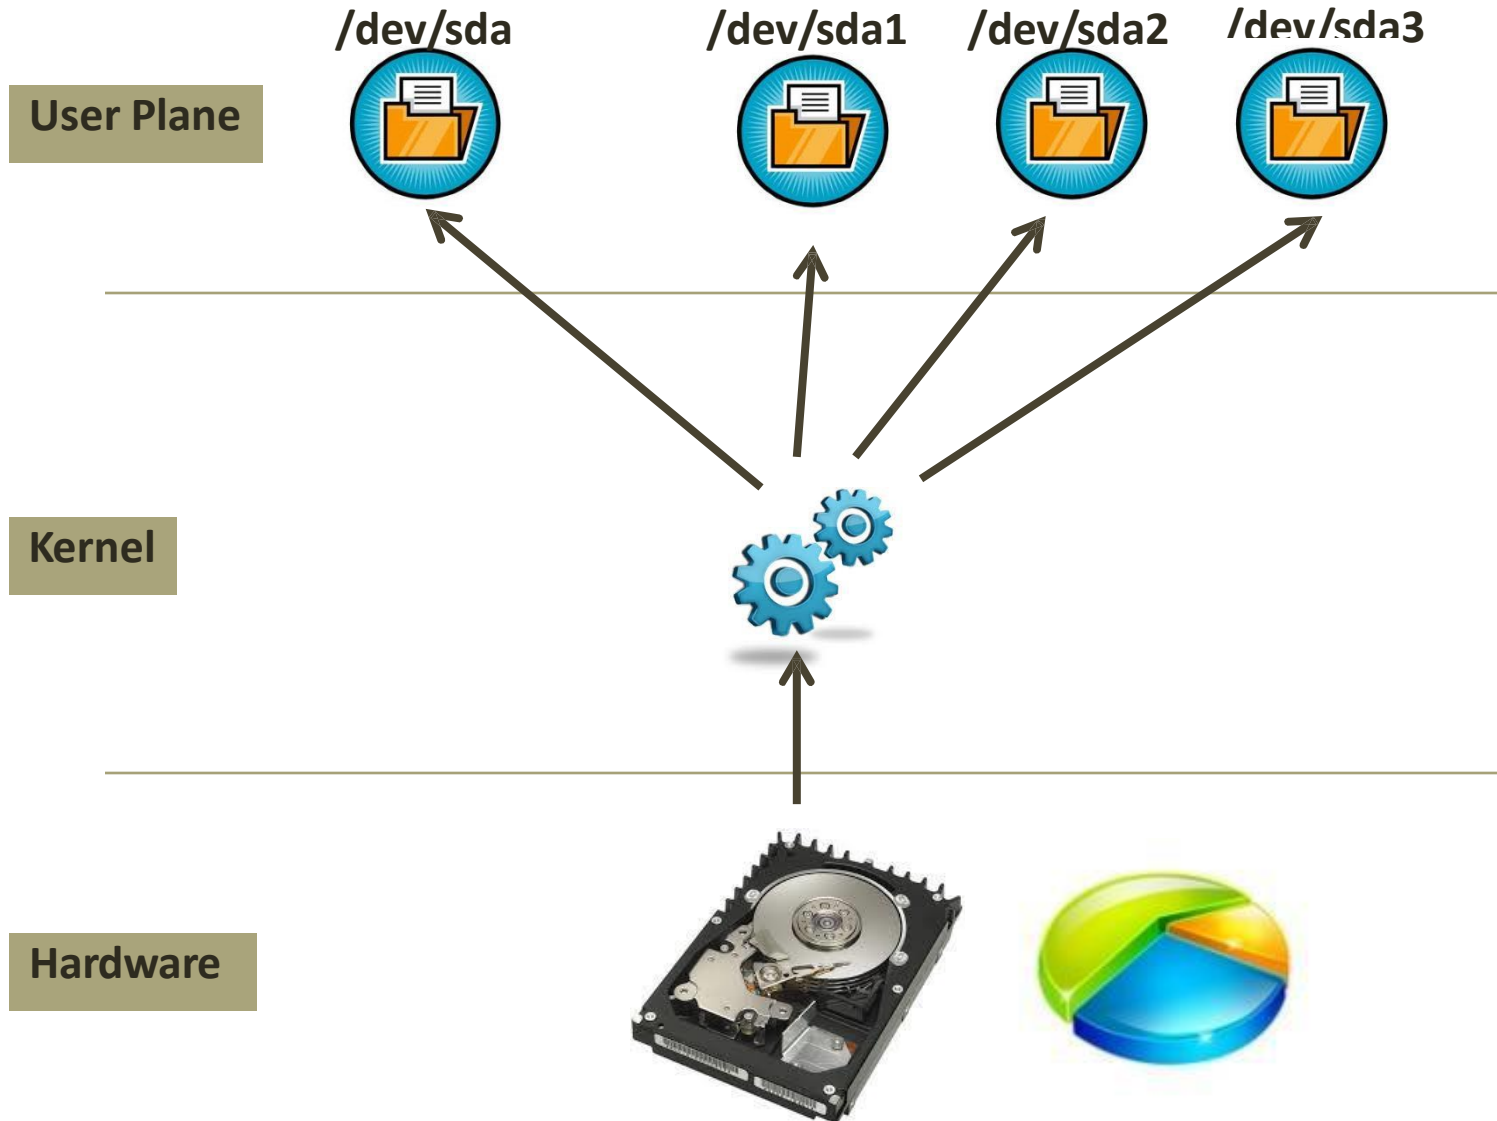 /dev/sda
/dev/sda1
/dev/sda2
/dev/sda3
User Plane
Kernel
Hardware